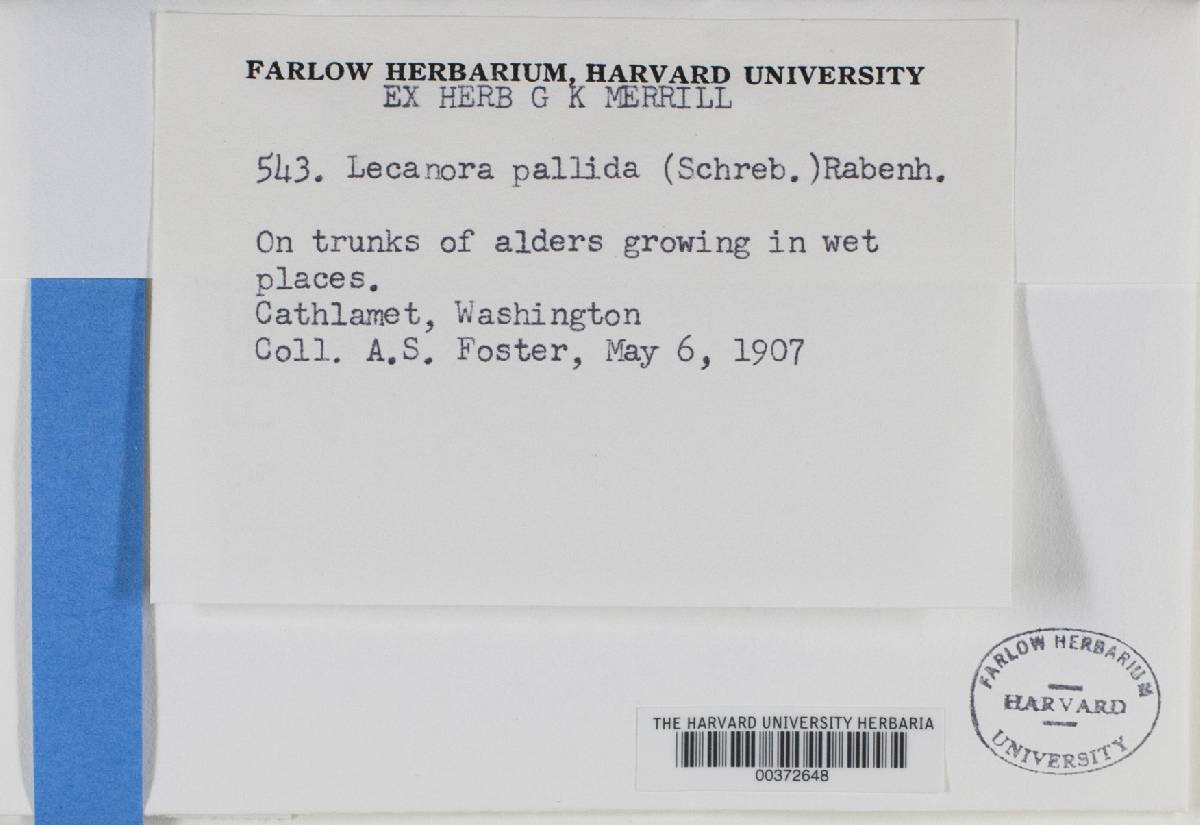 FARLOW HERBARIUM, HARVARD UNIVERSITY
EX HERB G K MERRILL
543. Lecanora pallida (Schreb.)Rabenh.
On trunks of alders growing in wet
places.
Cathlamet, Washington
Coll. A.S. Foster, May 6, 1907
FARLOW HERBARIUM
HARVARD
UNIVERSITY
THE HARVARD UNIVERSITY HERBARIA
00372648